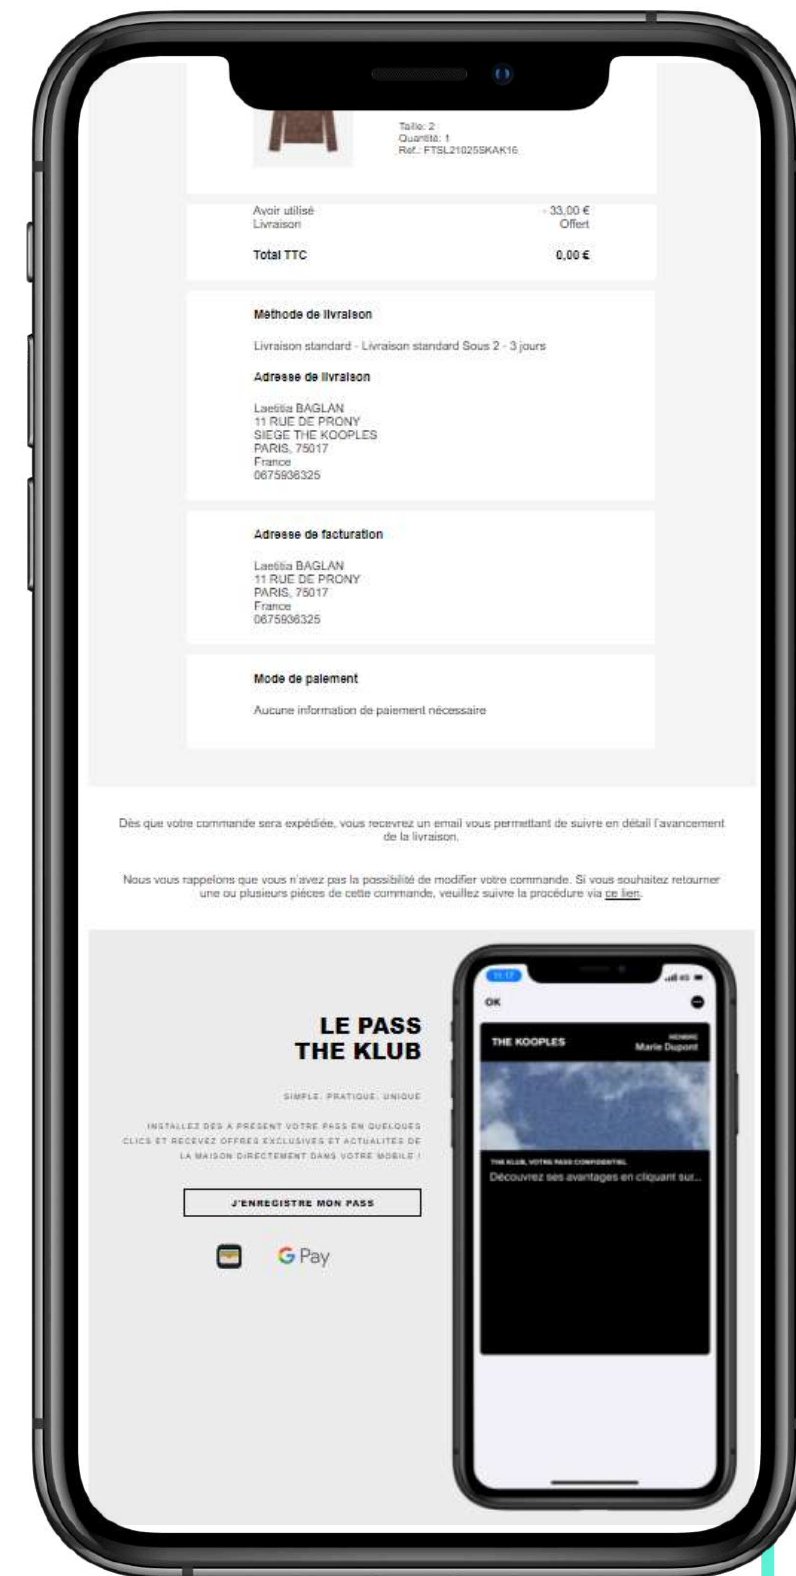 Taille: 2
Quantité: 1
Ref.: FTSL21025SKAK16
Avoir utilisé - 33,00 €
Livraison Offert
Total TTC 0,00 €
Méthode de livraison
Livraison standard - Livraison standard Sous 2 - 3 jours
Adresse de livraison
Laetitia BAGLAN
11 RUE DE PRONY
SIEGE THE KOOPLES
PARIS, 75017
France
0675936325
Adresse de facturation
Laetitia BAGLAN
11 RUE DE PRONY
PARIS, 75017
France
0675936325
Mode de paiement
Aucune information de paiement nécessaire
Dès que votre commande sera expédiée, vous recevrez un email vous permettant de suivre en détail l'avancement
de la livraison.
Nous vous rappelons que vous n'avez pas la possibilité de modifier votre commande. Si vous souhaitez retourner
une ou plusieurs pièces de cette commande, veuillez suivre la procédure via ce lien.
LE PASS
THE KLUB
SIMPLE, PRATIQUE, UNIQUE
INSTALLEZ DÈS À PRÉSENT VOTRE PASS EN QUELQUES
CLICS ET RECEVEZ OFFRES EXCLUSIVES ET ACTUALITÉS DE
LA MAISON DIRECTEMENT DANS VOTRE MOBILE !
J'ENREGISTRE MON PASS
G Pay
11:17
4G
OK
THE KOOPLES
MEMBRE
Marie Dupont
THE KLUB, VOTRE PASS CONFIDENTIEL
Découvrez ses avantages en cliquant sur...